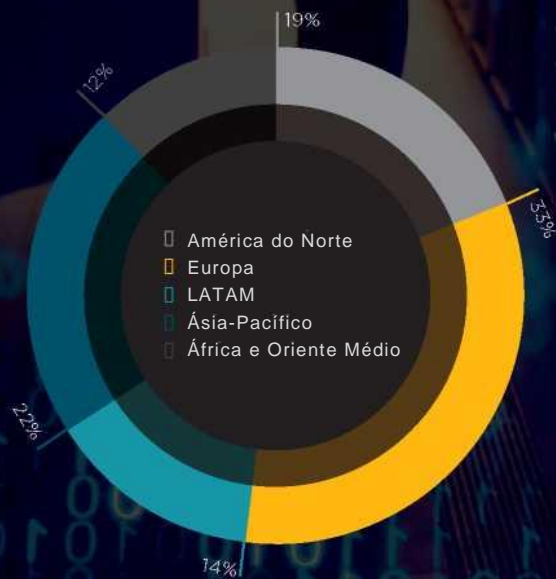 19%
12%
33%
América do Norte
Europa
LATAM
Ásia-Pacífico
África e Oriente Médio
22%
14%